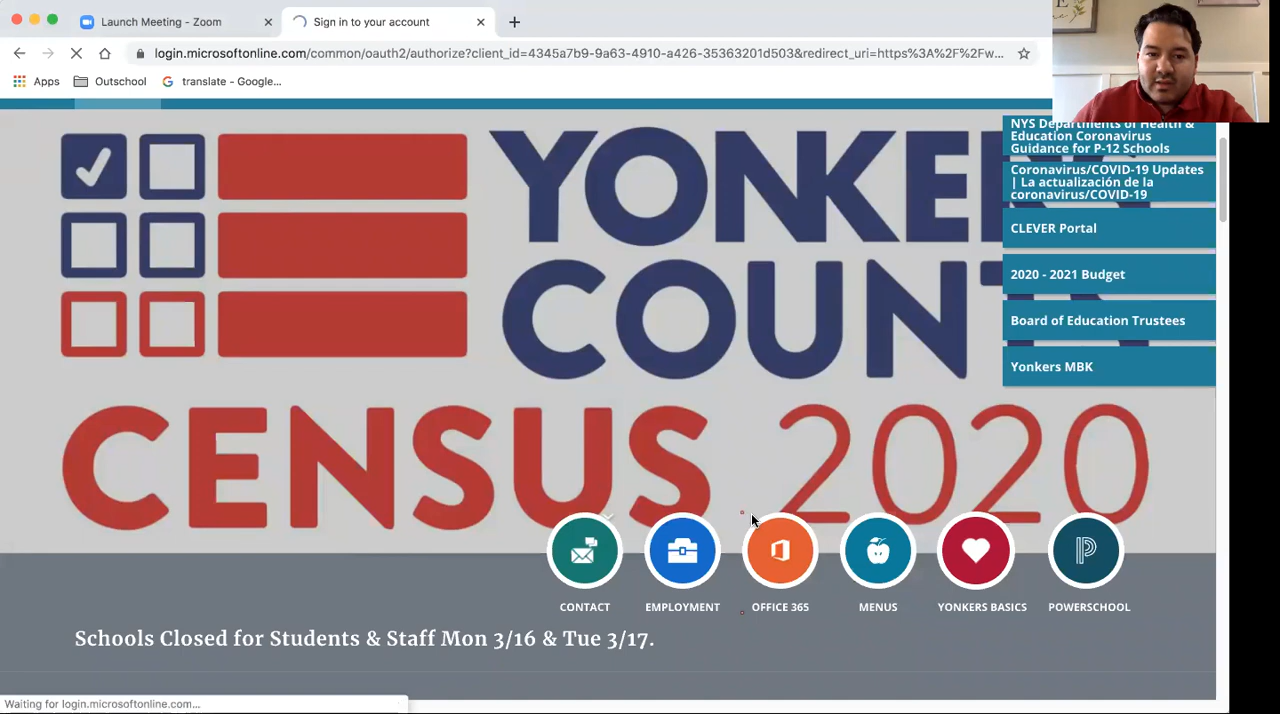 Launch Meeting - Zoom
Sign in to your account
login.microsoftonline.com/common/oauth2/authorize?client_id=4345a7b9-9a63-4910-a426-35363201d503&redirect_uri=https%3A%2F%2Fw...
Apps
Outschool
translate - Google...
NYS Departments of Health &
Education Coronavirus
Guidance for P-12 Schools
Coronavirus/COVID-19 Updates
| La actualización de la
coronavirus/COVID-19
CLEVER Portal
2020 - 2021 Budget
Board of Education Trustees
Yonkers MBK
YONKER
COUNT
CENSUS 2020
CONTACT
EMPLOYMENT
OFFICE 365
MENUS
YONKERS BASICS
POWERSCHOOL
Schools Closed for Students & Staff Mon 3/16 & Tue 3/17.
Waiting for login.microsoftonline.com...